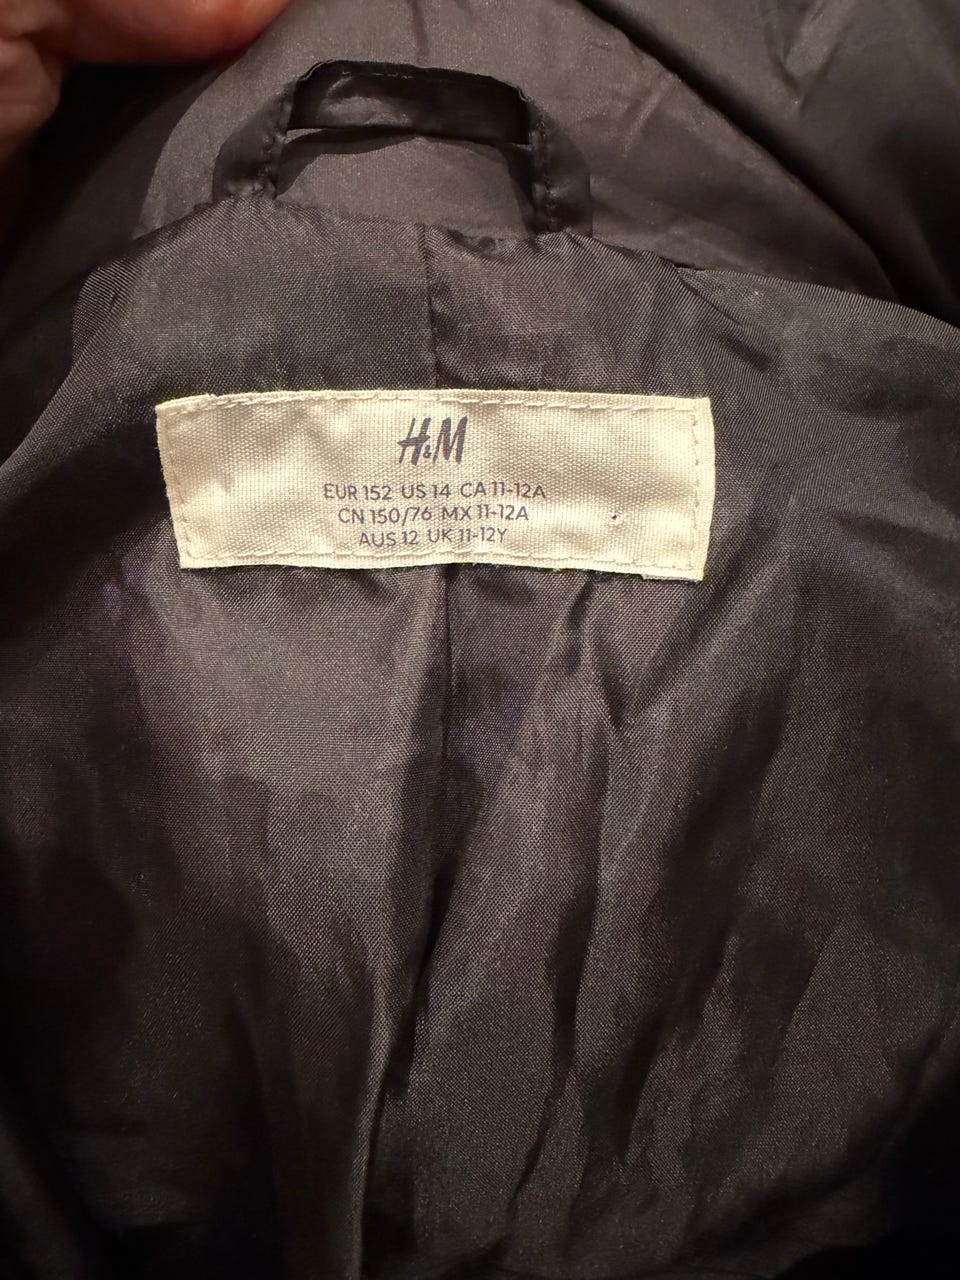 H&M
EUR 152 US 14 CA 11-12A
CN 150/76 MX 11-12A
AUS 12 UK 11-12Y